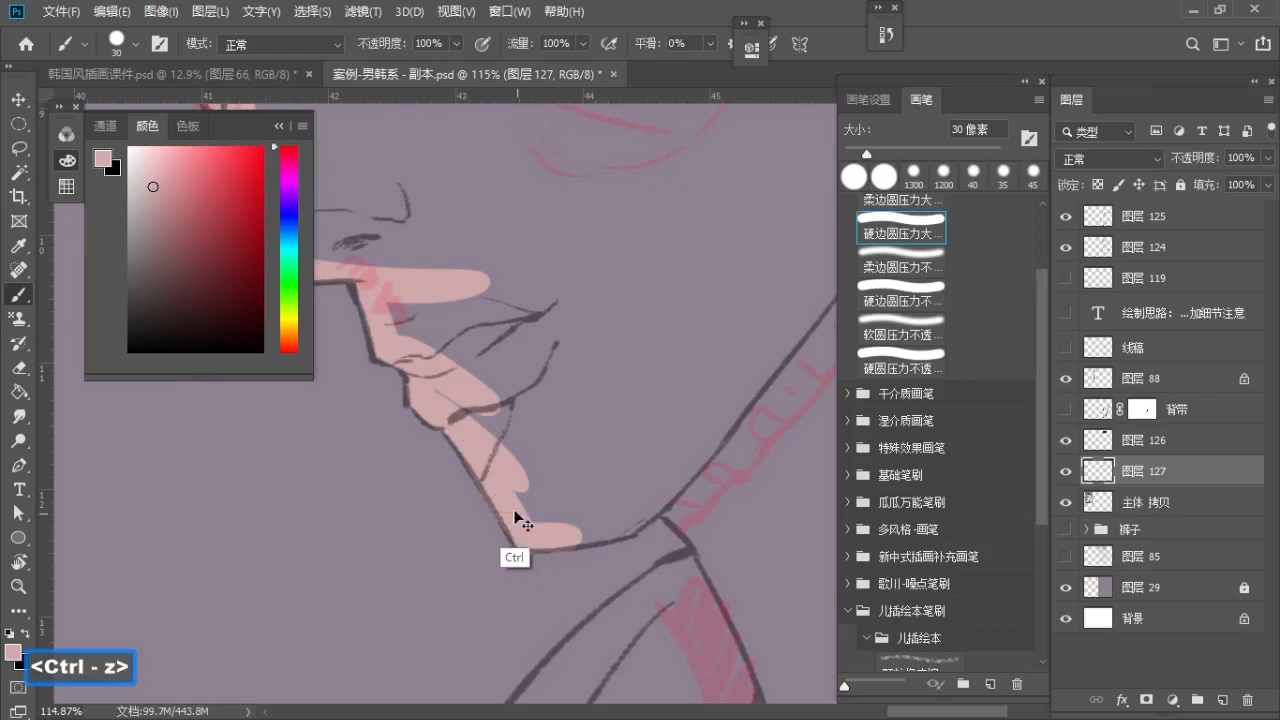 Ps 文件(F) 编辑(E) 图像(I) 图层(L) 文字(Y) 选择(S) 滤镜(T) 3D(D) 视图(V) 窗口(W) 帮助(H)
30 模式: 正常 不透明度: 100% 流量: 100% 平滑: 0%
韩国风插画课件.psd @ 12.9% (图层 66, RGB/8) * × 案例-男韩系 - 副本.psd @ 115% (图层 127, RGB/8) * ×
40 41 42 43 44 45
通道 颜色 色板
画笔设置 画笔
大小: 30 像素
1300 1200 40 35 45
柔边圆压力大...
硬边圆压力大...
柔边圆压力不...
硬边圆压力不...
软圆压力不透...
硬圆压力不透...
干介质画笔
湿介质画笔
特殊效果画笔
基础笔刷
瓜瓜万能笔刷
多风格 -画笔
新中式插画补充画笔
歌川-噪点笔刷
儿插绘本笔刷
儿插绘本
图层
类型
正常 不透明度: 100%
锁定: 填充: 100%
图层 125
图层 124
图层 119
T 绘制思路: ...加细节注意
线稿
图层 88
背带
图层 126
图层 127
主体 拷贝
裤子
图层 85
图层 29
背景
Ctrl
<Ctrl - z>
114.87% 文档:99.7M/443.8M